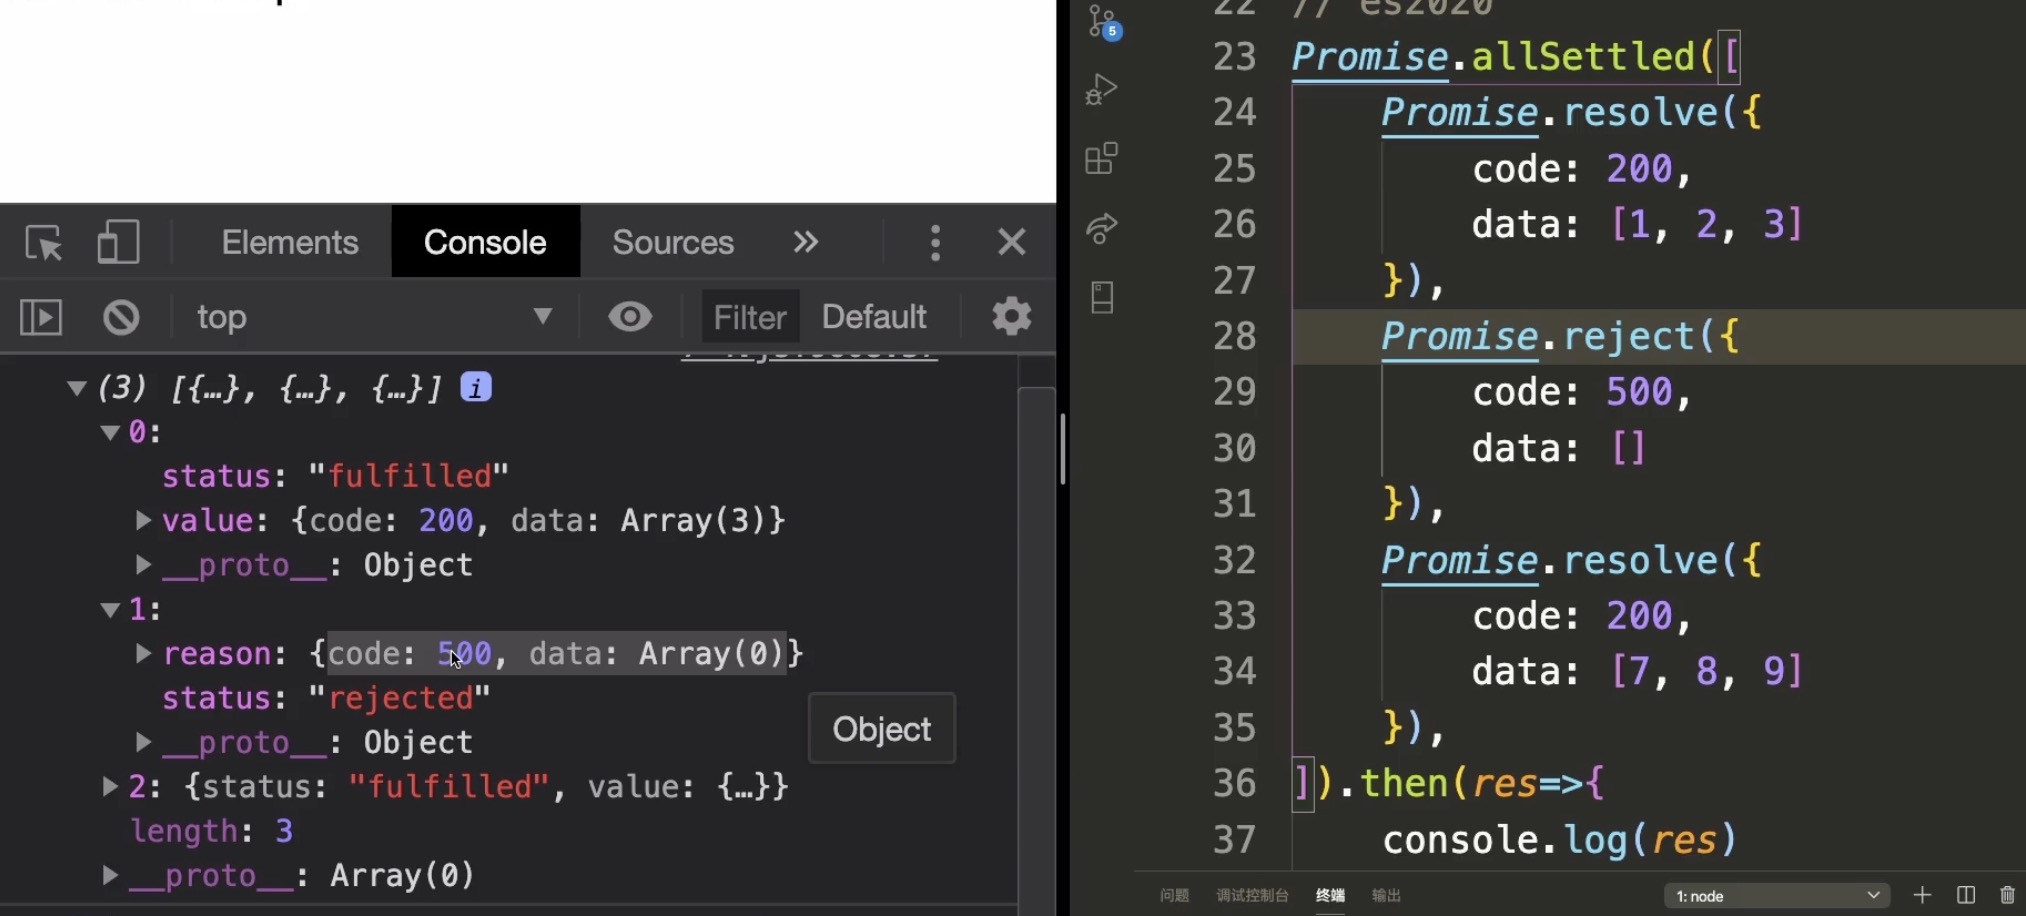 Elements Console Sources »
top Filter Default
(3) [{…}, {…}, {…}] i
0:
status: "fulfilled"
value: {code: 200, data: Array(3)}
__proto__: Object
1:
reason: {code: 500, data: Array(0)}
status: "rejected"
Object
__proto__: Object
2: {status: "fulfilled", value: {…}}
length: 3
__proto__: Array(0)
5
22 // es2020
23 Promise.allSettled([
24 Promise.resolve({
25 code: 200,
26 data: [1, 2, 3]
27 }),
28 Promise.reject({
29 code: 500,
30 data: []
31 }),
32 Promise.resolve({
33 code: 200,
34 data: [7, 8, 9]
35 }),
36 ]).then(res=>{
37 console.log(res)
问题 调试控制台 终端 输出 1: node